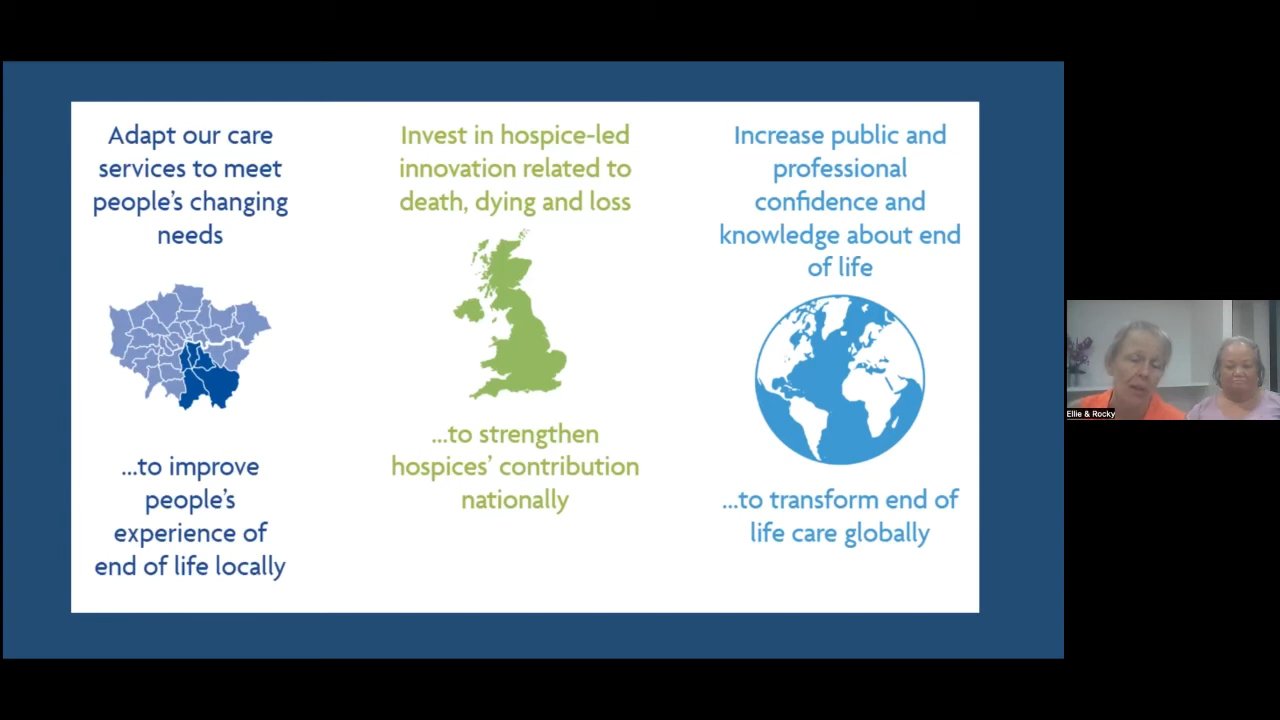 Adapt our care
services to meet
people's changing
needs
...to improve
people's
experience of
end of life locally
Invest in hospice-led
innovation related to
death, dying and loss
...to strengthen
hospices' contribution
nationally
Increase public and
professional
confidence and
knowledge about end
of life
...to transform end of
life care globally
Ellie & Rocky